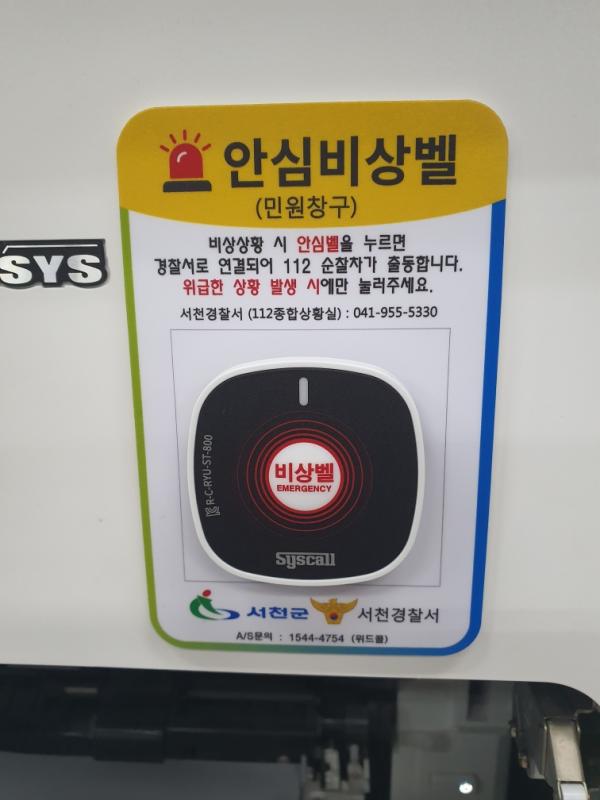 안심비상벨
(민원창구)
비상상황 시 안심벨을 누르면
경찰서로 연결되어 112 순찰차가 출동합니다.
위급한 상황 발생 시에만 눌러주세요.
서천경찰서 (112종합상황실) : 041-955-5330
SYS
R-C-RYU-ST-800
비상벨
EMERGENCY
Syscall
서천군 서천경찰서
A/S문의 : 1544-4754 (위드콜)